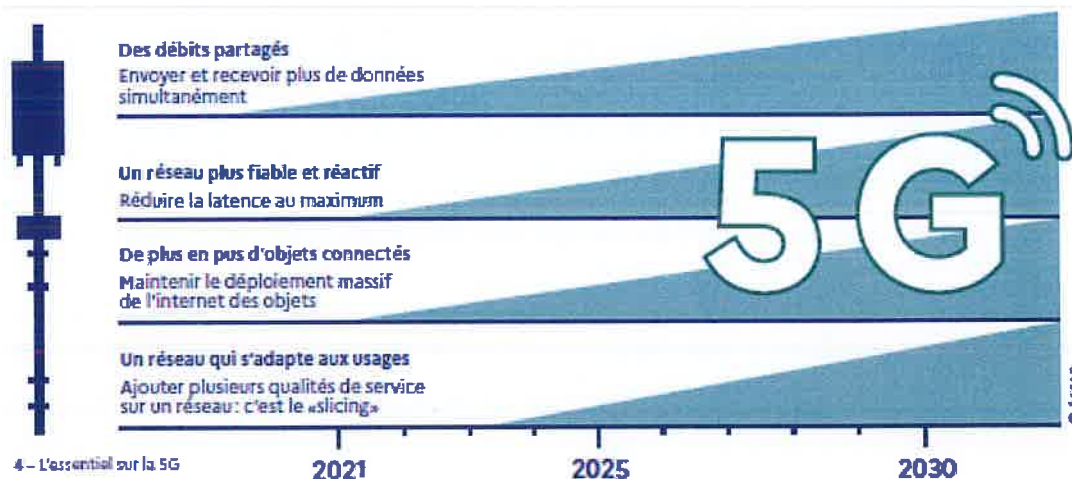 Des débits partagés
Envoyer et recevoir plus de données
simultanément
Un réseau plus fiable et réactif
Réduire la latence au maximum
De plus en pus d'objets connectés
Maintenir le déploiement massif
de l'internet des objets
Un réseau qui s'adapte aux usages
Ajouter plusieurs qualités de service
sur un réseau : c'est le «slicing»
5G
2021
2025
2030
4 – L'essentiel sur la 5G